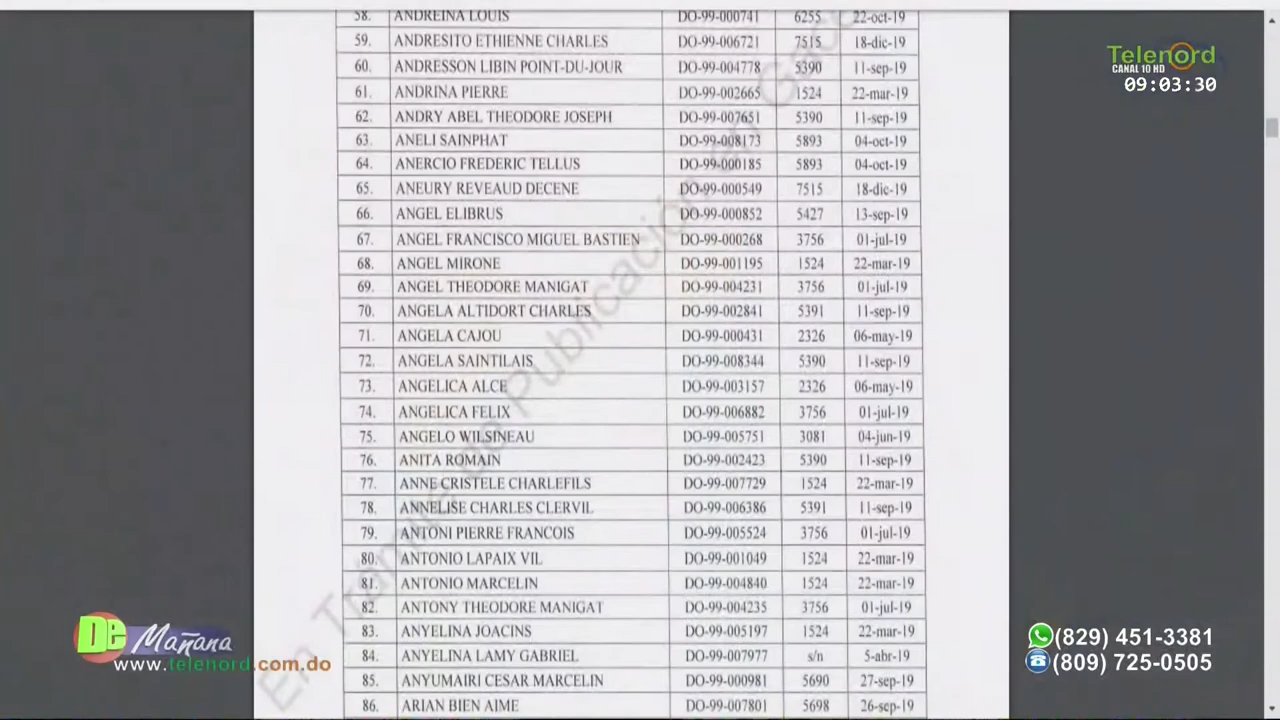 58. ANDREINA LOUIS DO-99-000741 6255 22-oct-19
59. ANDRESITO ETHIENNE CHARLES DO-99-006721 7515 18-dic-19
60. ANDRESSON JEAN POINT-DU-JOUR DO-99-004778 5390 11-sep-19
61. ANDRINA PIERRE DO-99-002665 1524 22-mar-19
62. ANDRY ABEL THEODORE JOSEPH DO-99-007651 5390 11-sep-19
63. ANELI SAINPHAT DO-99-008173 5893 04-oct-19
64. ANERCIO FREDERIC TELLUS DO-99-000185 5893 04-oct-19
65. ANEURY REVEAUD DECENE DO-99-000549 7515 18-dic-19
66. ANGEL ELIBRUS DO-99-000852 5427 13-sep-19
67. ANGEL FRANCISCO MIGUEL BASTIEN DO-99-000268 3756 01-jul-19
68. ANGEL MIRONE DO-99-001195 1524 22-mar-19
69. ANGEL THEODORE MANIGAT DO-99-004231 3756 01-jul-19
70. ANGELA ALTIDORT CHARLES DO-99-002841 5391 11-sep-19
71. ANGELA CAJOU DO-99-000431 2326 06-may-19
72. ANGELA SAINTILAIS DO-99-008344 5390 11-sep-19
73. ANGELICA ALCE DO-99-003157 2326 06-may-19
74. ANGELICA FELIX DO-99-006882 3756 01-jul-19
75. ANGELO WILSINEAU DO-99-005751 3081 04-jun-19
76. ANITA ROMAIN DO-99-002423 5390 11-sep-19
77. ANNE CRISTELE CHARLEFILS DO-99-007729 1524 22-mar-19
78. ANNELISE CHARLES CLERVIL DO-99-006386 5391 11-sep-19
79. ANTONI PIERRE FRANCOIS DO-99-005524 3756 01-jul-19
80. ANTONIO LAPAIX VIL DO-99-001049 1524 22-mar-19
81. ANTONIO MARCELIN DO-99-004840 1524 22-mar-19
82. ANTONY THEODORE MANIGAT DO-99-004235 3756 01-jul-19
83. ANYELINA JOACINS DO-99-005197 1524 22-mar-19
84. ANYELINA LAMY GABRIEL DO-99-007977 s/n 5-abr-19
85. ANYUMAIRI CESAR MARCELIN DO-99-000981 5690 27-sep-19
86. ARIAN BIEN AIME DO-99-007801 5698 26-sep-19
En Trámite de Publicación en Gace
Telenord
CANAL 10 HD
09:03:30
De Mañana
www.telenord.com.do
(829) 451-3381
(809) 725-0505